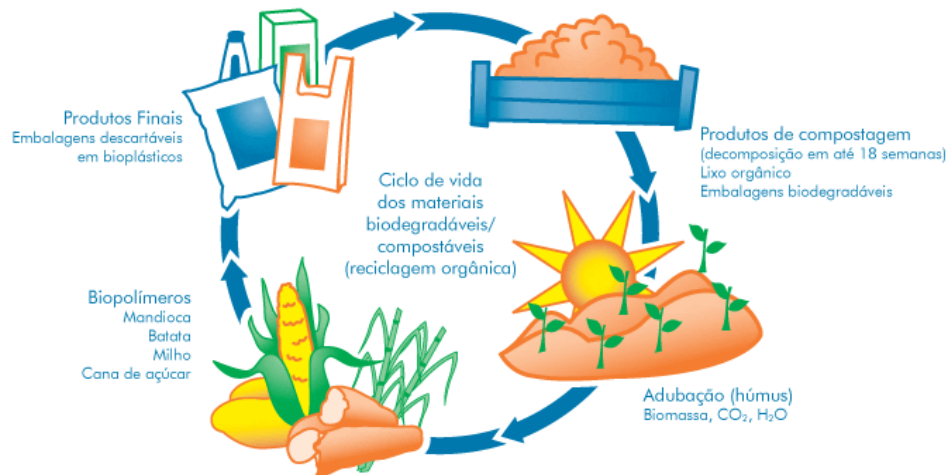 Produtos Finais
Embalagens descartáveis
em bioplásticos
Produtos de compostagem
(decomposição em até 18 semanas)
Lixo orgânico
Embalagens biodegradáveis
Ciclo de vida
dos materiais
biodegradáveis/
compostáveis
(reciclagem orgânica)
Biopolímeros
Mandioca
Batata
Milho
Cana de açúcar
Adubação (húmus)
Biomassa, CO₂, H₂O